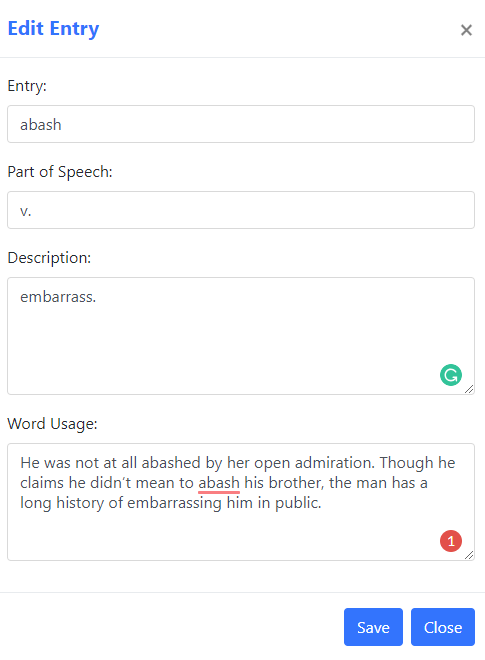 Edit Entry ×
Entry:
abash
Part of Speech:
v.
Description:
embarrass.
Word Usage:
He was not at all abashed by her open admiration. Though he
claims he didn't mean to abash his brother, the man has a
long history of embarrassing him in public.
1
Save Close